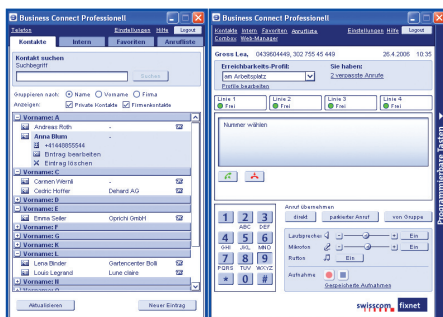 Business Connect Professionell
Telefon Einstellungen Hilfe Logout
Kontakte Intern Favoriten Anrufliste
Kontakt suchen
Suchbegriff
Suchen
Gruppieren nach: Name Vorname Firma
Anzeigen: Private Kontakte Firmenkontakte
Vorname: A
Andreas Roth -
Anna Blum -
+41448855544
Eintrag bearbeiten
Eintrag löschen
Vorname: C
Carmen Wernli -
Cedric Hoffer Dehard AG
Vorname: D
Vorname: E
Emma Seiler Oprichi GmbH
Vorname: F
Vorname: G
Vorname: K
Vorname: L
Lena Binder Gartencenter Bolli
Louis Legrand Lune claire
Vorname: M
Aktualisieren Neuer Eintrag
Business Connect Professionell
Kontakte Intern Favoriten Anrufliste Einstellungen Hilfe Logout
Combox Web-Manager
Gross Lea, 0439604449, 302 755 45 449 26.4.2006 10:35
Erreichbarkeits-Profil: Sie haben:
am Arbeitsplatz 2 verpasste Anrufe
Profile bearbeiten
Linie 1 Linie 2 Linie 3 Linie 4
Frei Frei Frei Frei
Nummer wählen
Anruf übernehmen
direkt parkierter Anruf von Gruppe
1 2 3
ABC DEF
4 5 6
GHI JKL MNO
7 8 9
PQRS TUV WXYZ
* 0 #
Lautsprecher Ein
Mikrofon Ein
Rufton Ein
Aufnahme
Gespeicherte Aufnahmen
swisscom fixnet
Programmierbare Tasten